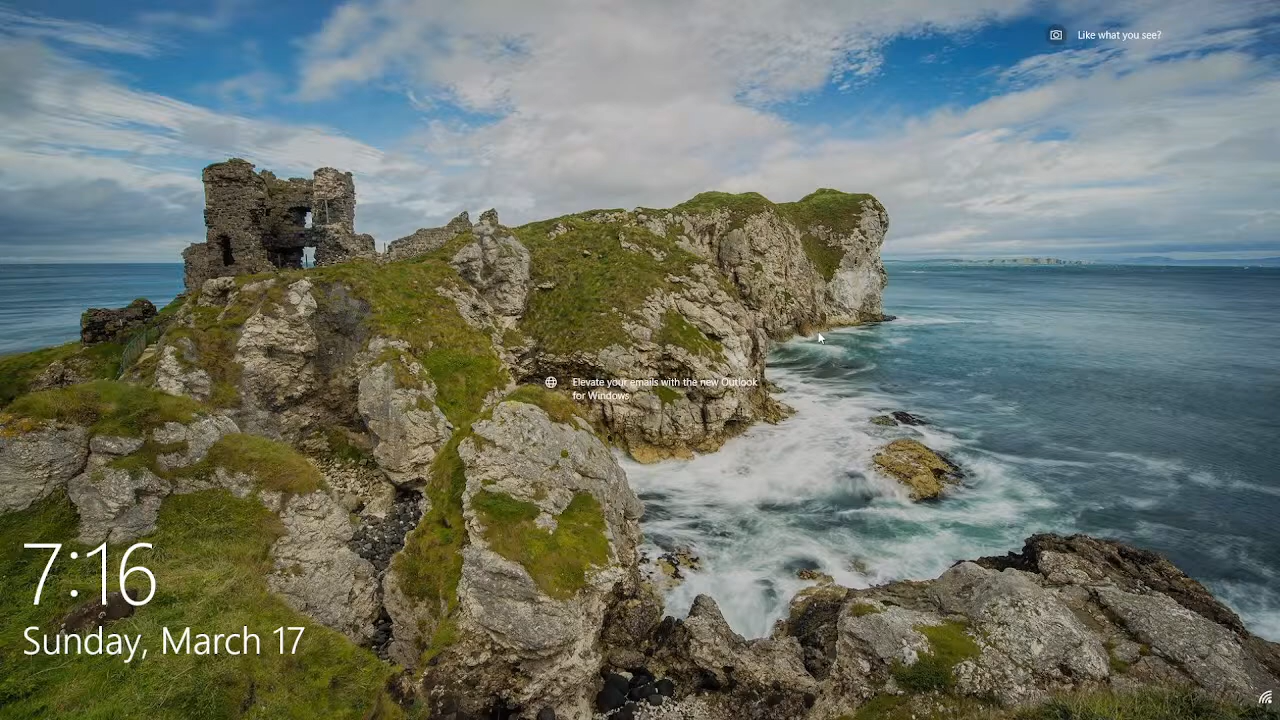 Like what you see?
Elevate your emails with the new Outlook
for Windows
7:16
Sunday, March 17